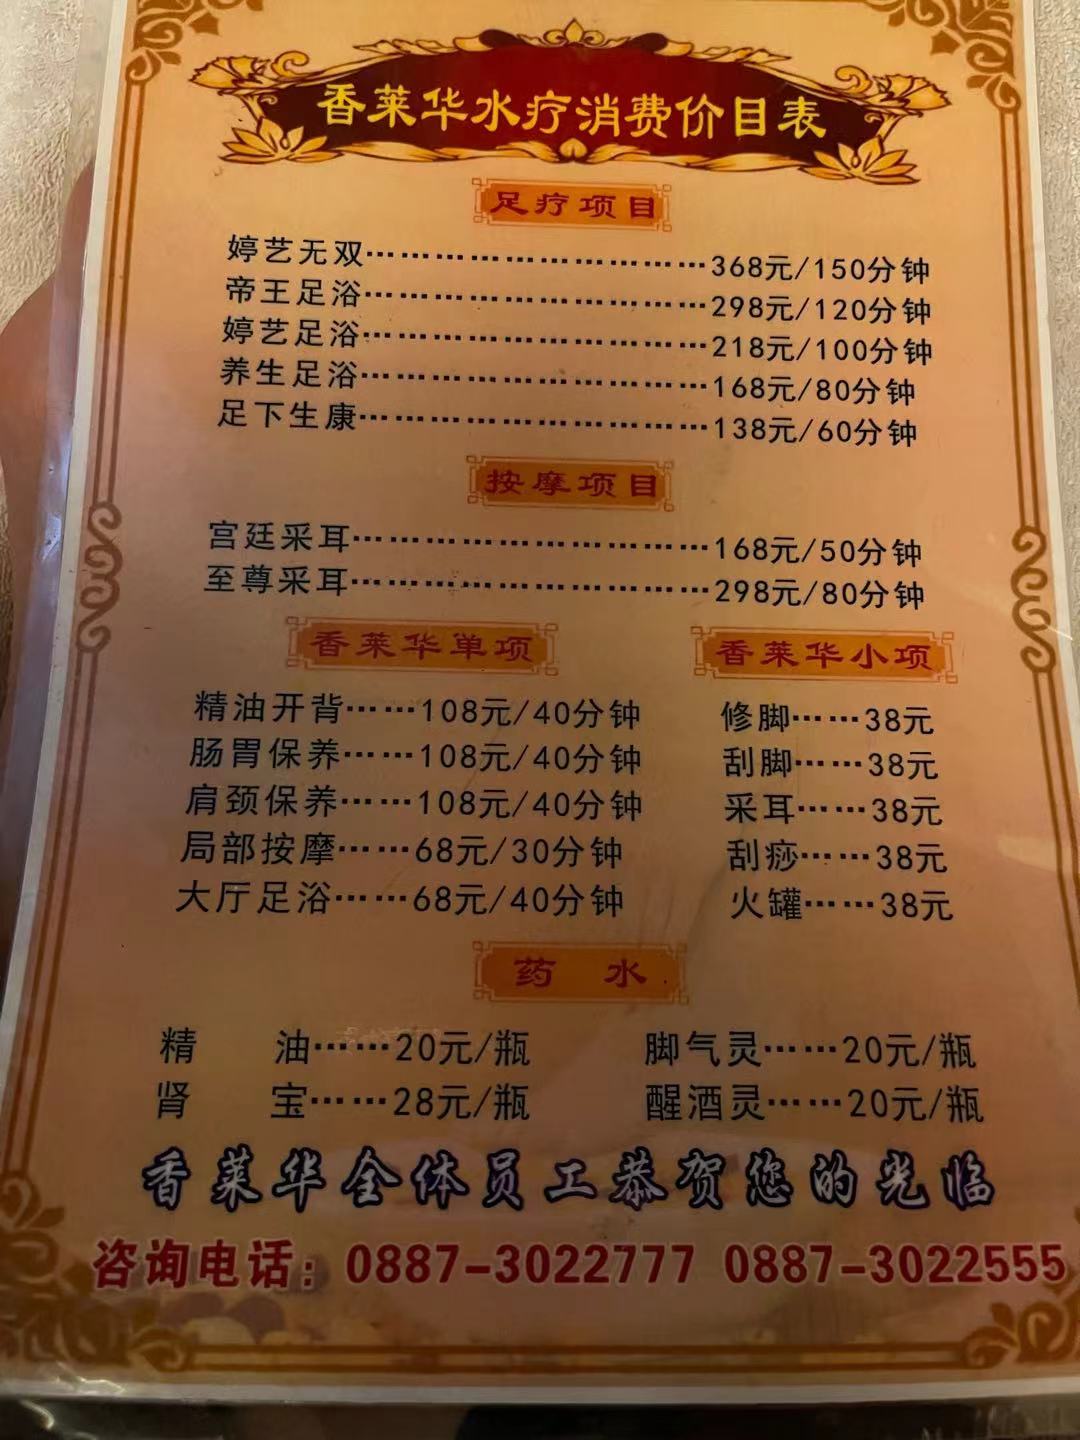 香莱华水疗消费价目表
足疗项目
婷艺无双……………………………368元/150分钟
帝王足浴……………………………298元/120分钟
婷艺足浴……………………………218元/100分钟
养生足浴……………………………168元/80分钟
足下生康……………………………138元/60分钟
按摩项目
宫廷采耳……………………………168元/50分钟
至尊采耳……………………………298元/80分钟
香莱华单项
精油开背……108元/40分钟
肠胃保养……108元/40分钟
肩颈保养……108元/40分钟
局部按摩……68元/30分钟
大厅足浴……68元/40分钟
香莱华小项
修脚……38元
刮脚……38元
采耳……38元
刮痧……38元
火罐……38元
药 水
精 油……20元/瓶 脚气灵……20元/瓶
肾 宝……28元/瓶 醒酒灵……20元/瓶
香莱华全体员工恭贺您的光临
咨询电话：0887-3022777 0887-3022555